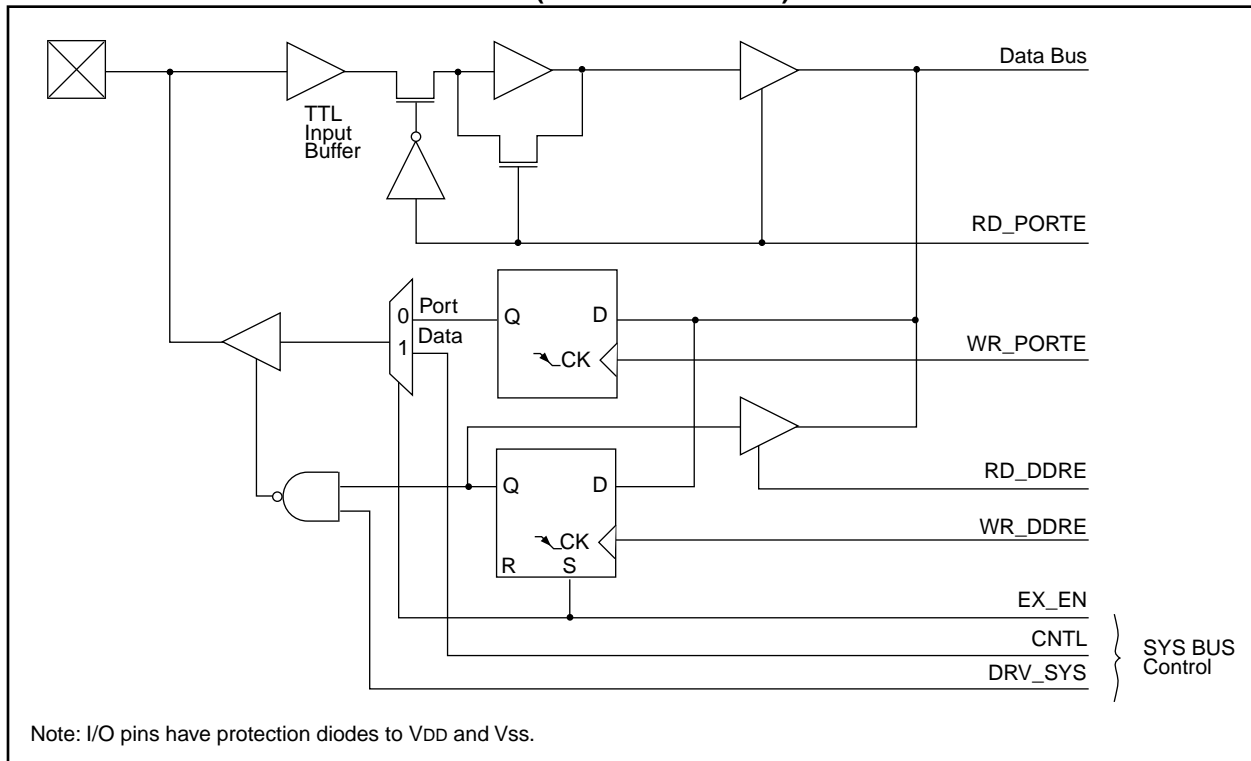 Data Bus
TTL
Input
Buffer
RD_PORTE
Port
0
Data
1
Q
D
CK
WR_PORTE
RD_DDRE
Q
D
CK
R
S
WR_DDRE
EX_EN
CNTL
DRV_SYS
SYS BUS
Control
Note: I/O pins have protection diodes to VDD and Vss.